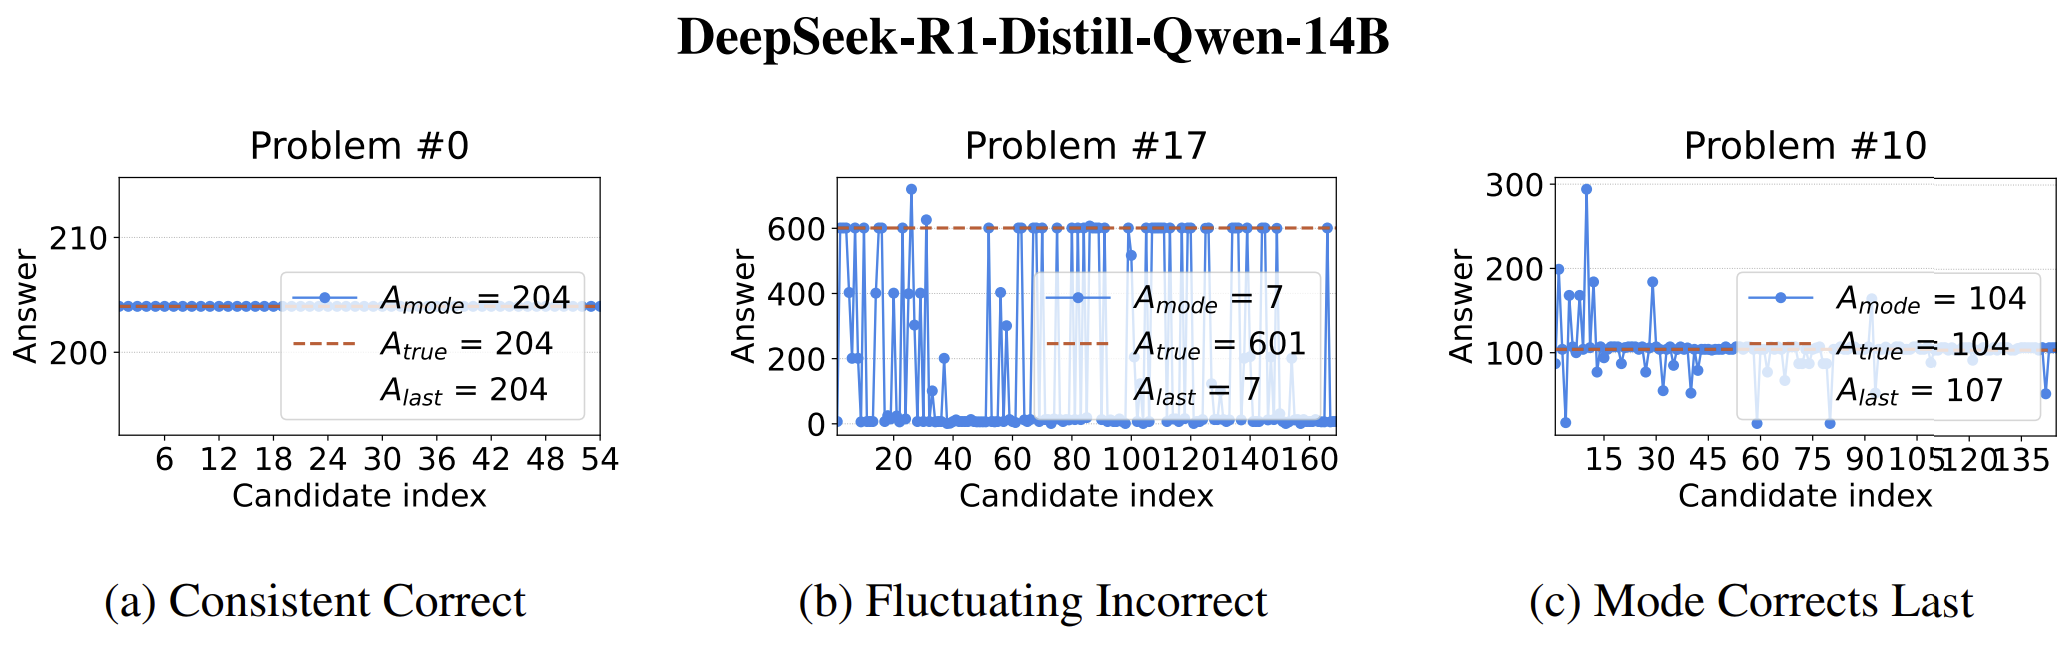 DeepSeek-R1-Distill-Qwen-14B
Problem #0
Answer
210
200
A_mode = 204
A_true = 204
A_last = 204
6 12 18 24 30 36 42 48 54
Candidate index
(a) Consistent Correct
Problem #17
Answer
600
400
200
0
A_mode = 7
A_true = 601
A_last = 7
20 40 60 80 100 120 140 160
Candidate index
(b) Fluctuating Incorrect
Problem #10
Answer
300
200
100
A_mode = 104
A_true = 104
A_last = 107
15 30 45 60 75 90 105 120 135
Candidate index
(c) Mode Corrects Last